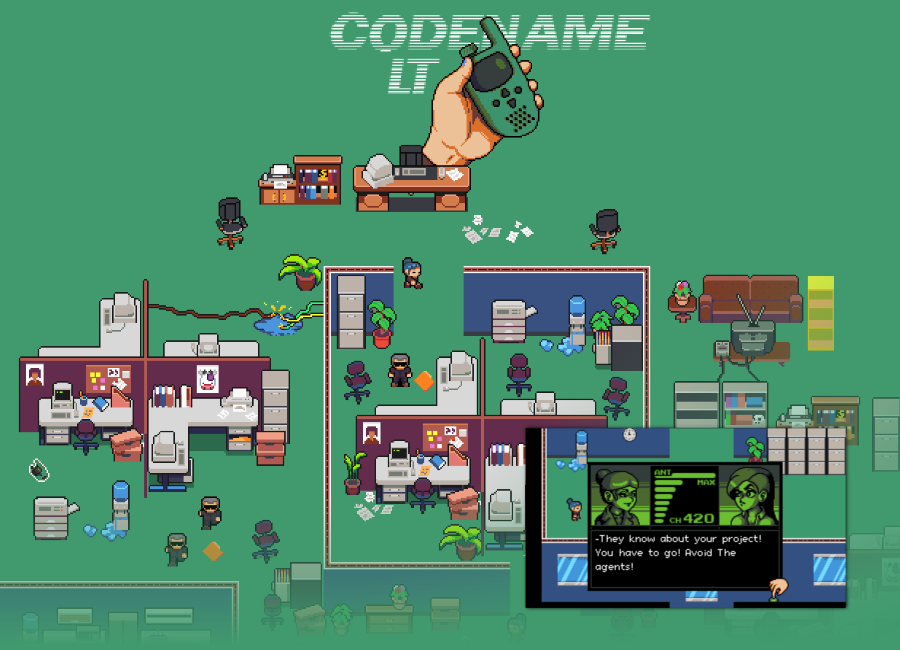 CODENAME
LT
ANT
MAX
CH 420
-They know about your project!
You have to go! Avoid The
agents!